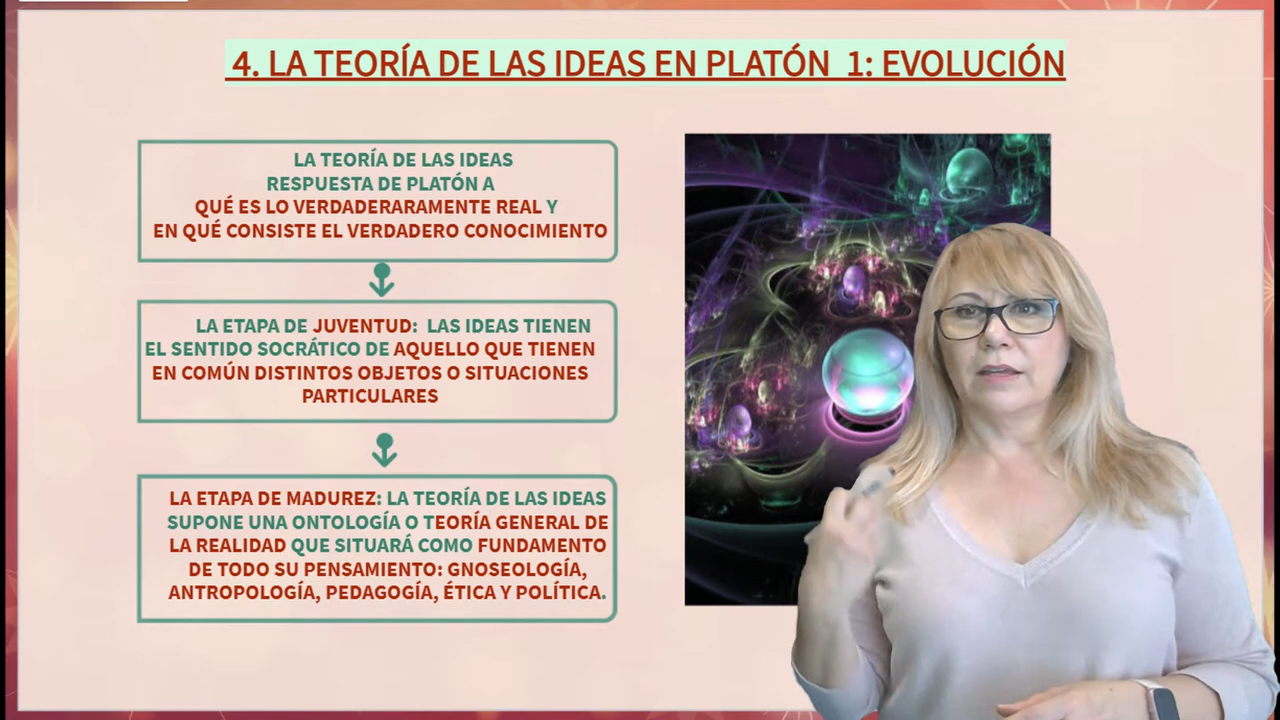 4. LA TEORÍA DE LAS IDEAS EN PLATÓN 1: EVOLUCIÓN
LA TEORÍA DE LAS IDEAS
RESPUESTA DE PLATÓN A
QUÉ ES LO VERDADERARAMENTE REAL Y
EN QUÉ CONSISTE EL VERDADERO CONOCIMIENTO
LA ETAPA DE JUVENTUD: LAS IDEAS TIENEN
EL SENTIDO SOCRÁTICO DE AQUELLO QUE TIENEN
EN COMÚN DISTINTOS OBJETOS O SITUACIONES
PARTICULARES
LA ETAPA DE MADUREZ: LA TEORÍA DE LAS IDEAS
SUPONE UNA ONTOLOGÍA O TEORÍA GENERAL DE
LA REALIDAD QUE SITUARÁ COMO FUNDAMENTO
DE TODO SU PENSAMIENTO: GNOSEOLOGÍA,
ANTROPOLOGÍA, PEDAGOGÍA, ÉTICA Y POLÍTICA.